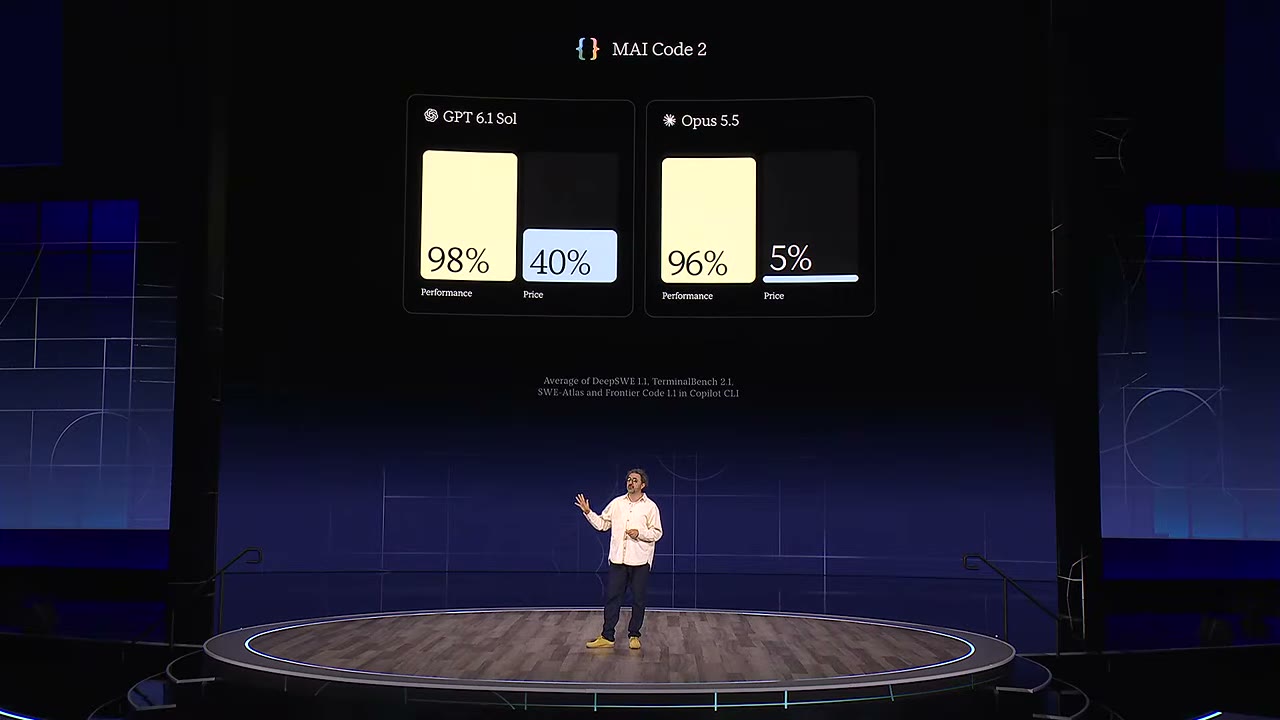 MAI Code 2
GPT 6.1 Sol
98%
Performance
40%
Price
Opus 5.5
96%
Performance
5%
Price
Average of DeepSWE 1.1, TerminalBench 2.1,
SWE-Atlas and Frontier Code 1.1 in Copilot CLI